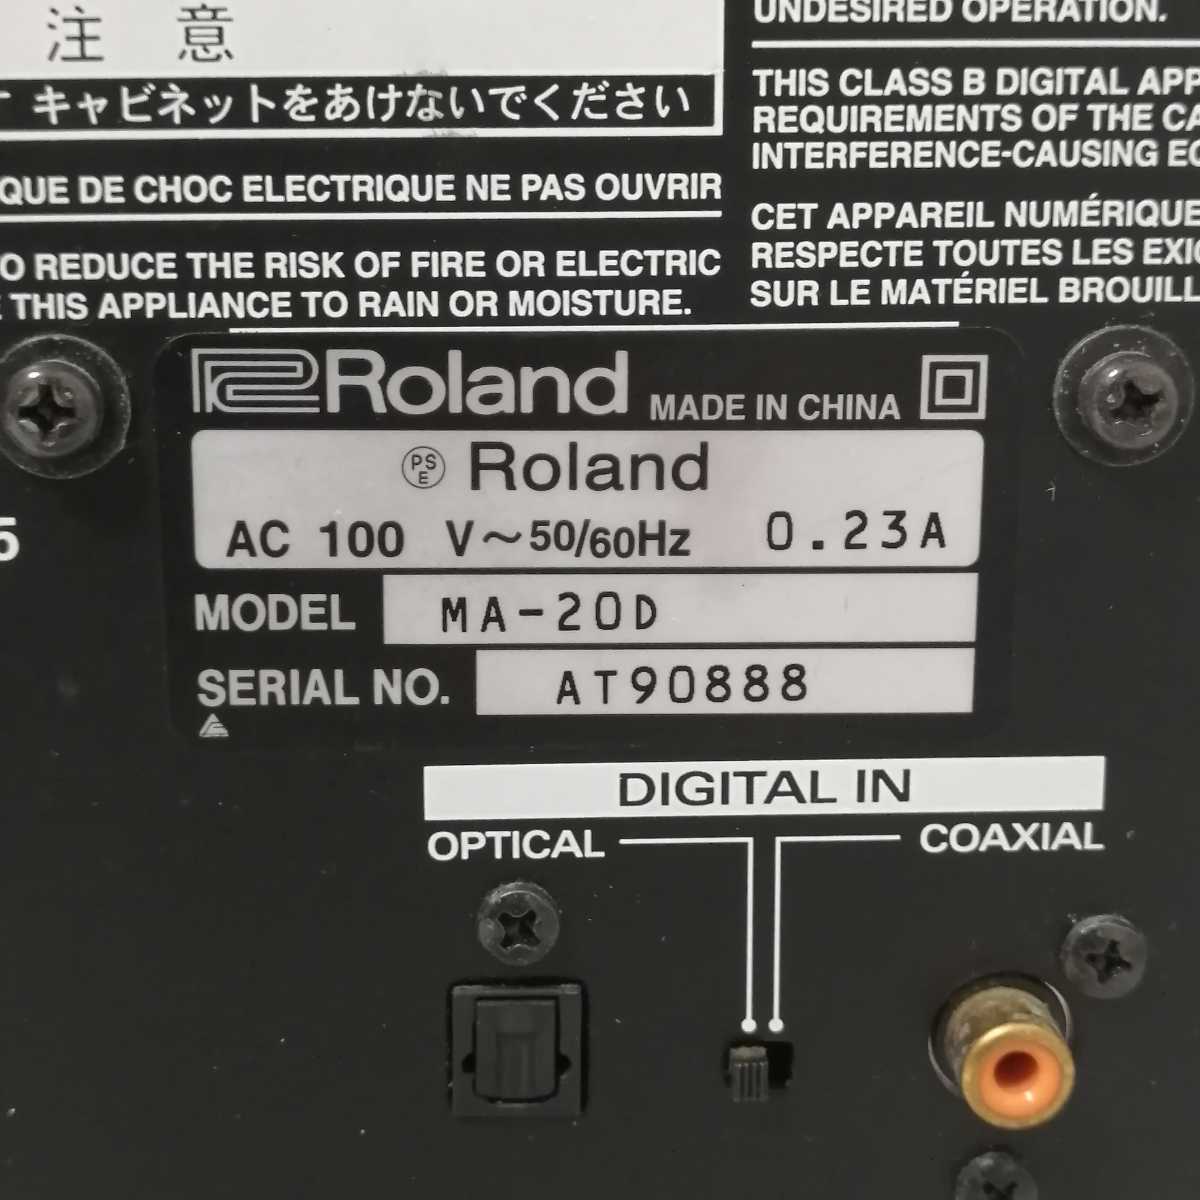 注 意
キャビネットをあけないでください
QUE DE CHOC ELECTRIQUE NE PAS OUVRIR
TO REDUCE THE RISK OF FIRE OR ELECTRIC
THIS APPLIANCE TO RAIN OR MOISTURE.
UNDESIRED OPERATION.
THIS CLASS B DIGITAL APP
REQUIREMENTS OF THE CA
INTERFERENCE-CAUSING EQ
CET APPAREIL NUMÉRIQUE
RESPECTE TOUTES LES EXIG
SUR LE MATÉRIEL BROUILL
Roland MADE IN CHINA
PSE Roland
AC 100 V~50/60Hz 0.23A
MODEL MA-20D
SERIAL NO. AT90888
5
DIGITAL IN
OPTICAL COAXIAL